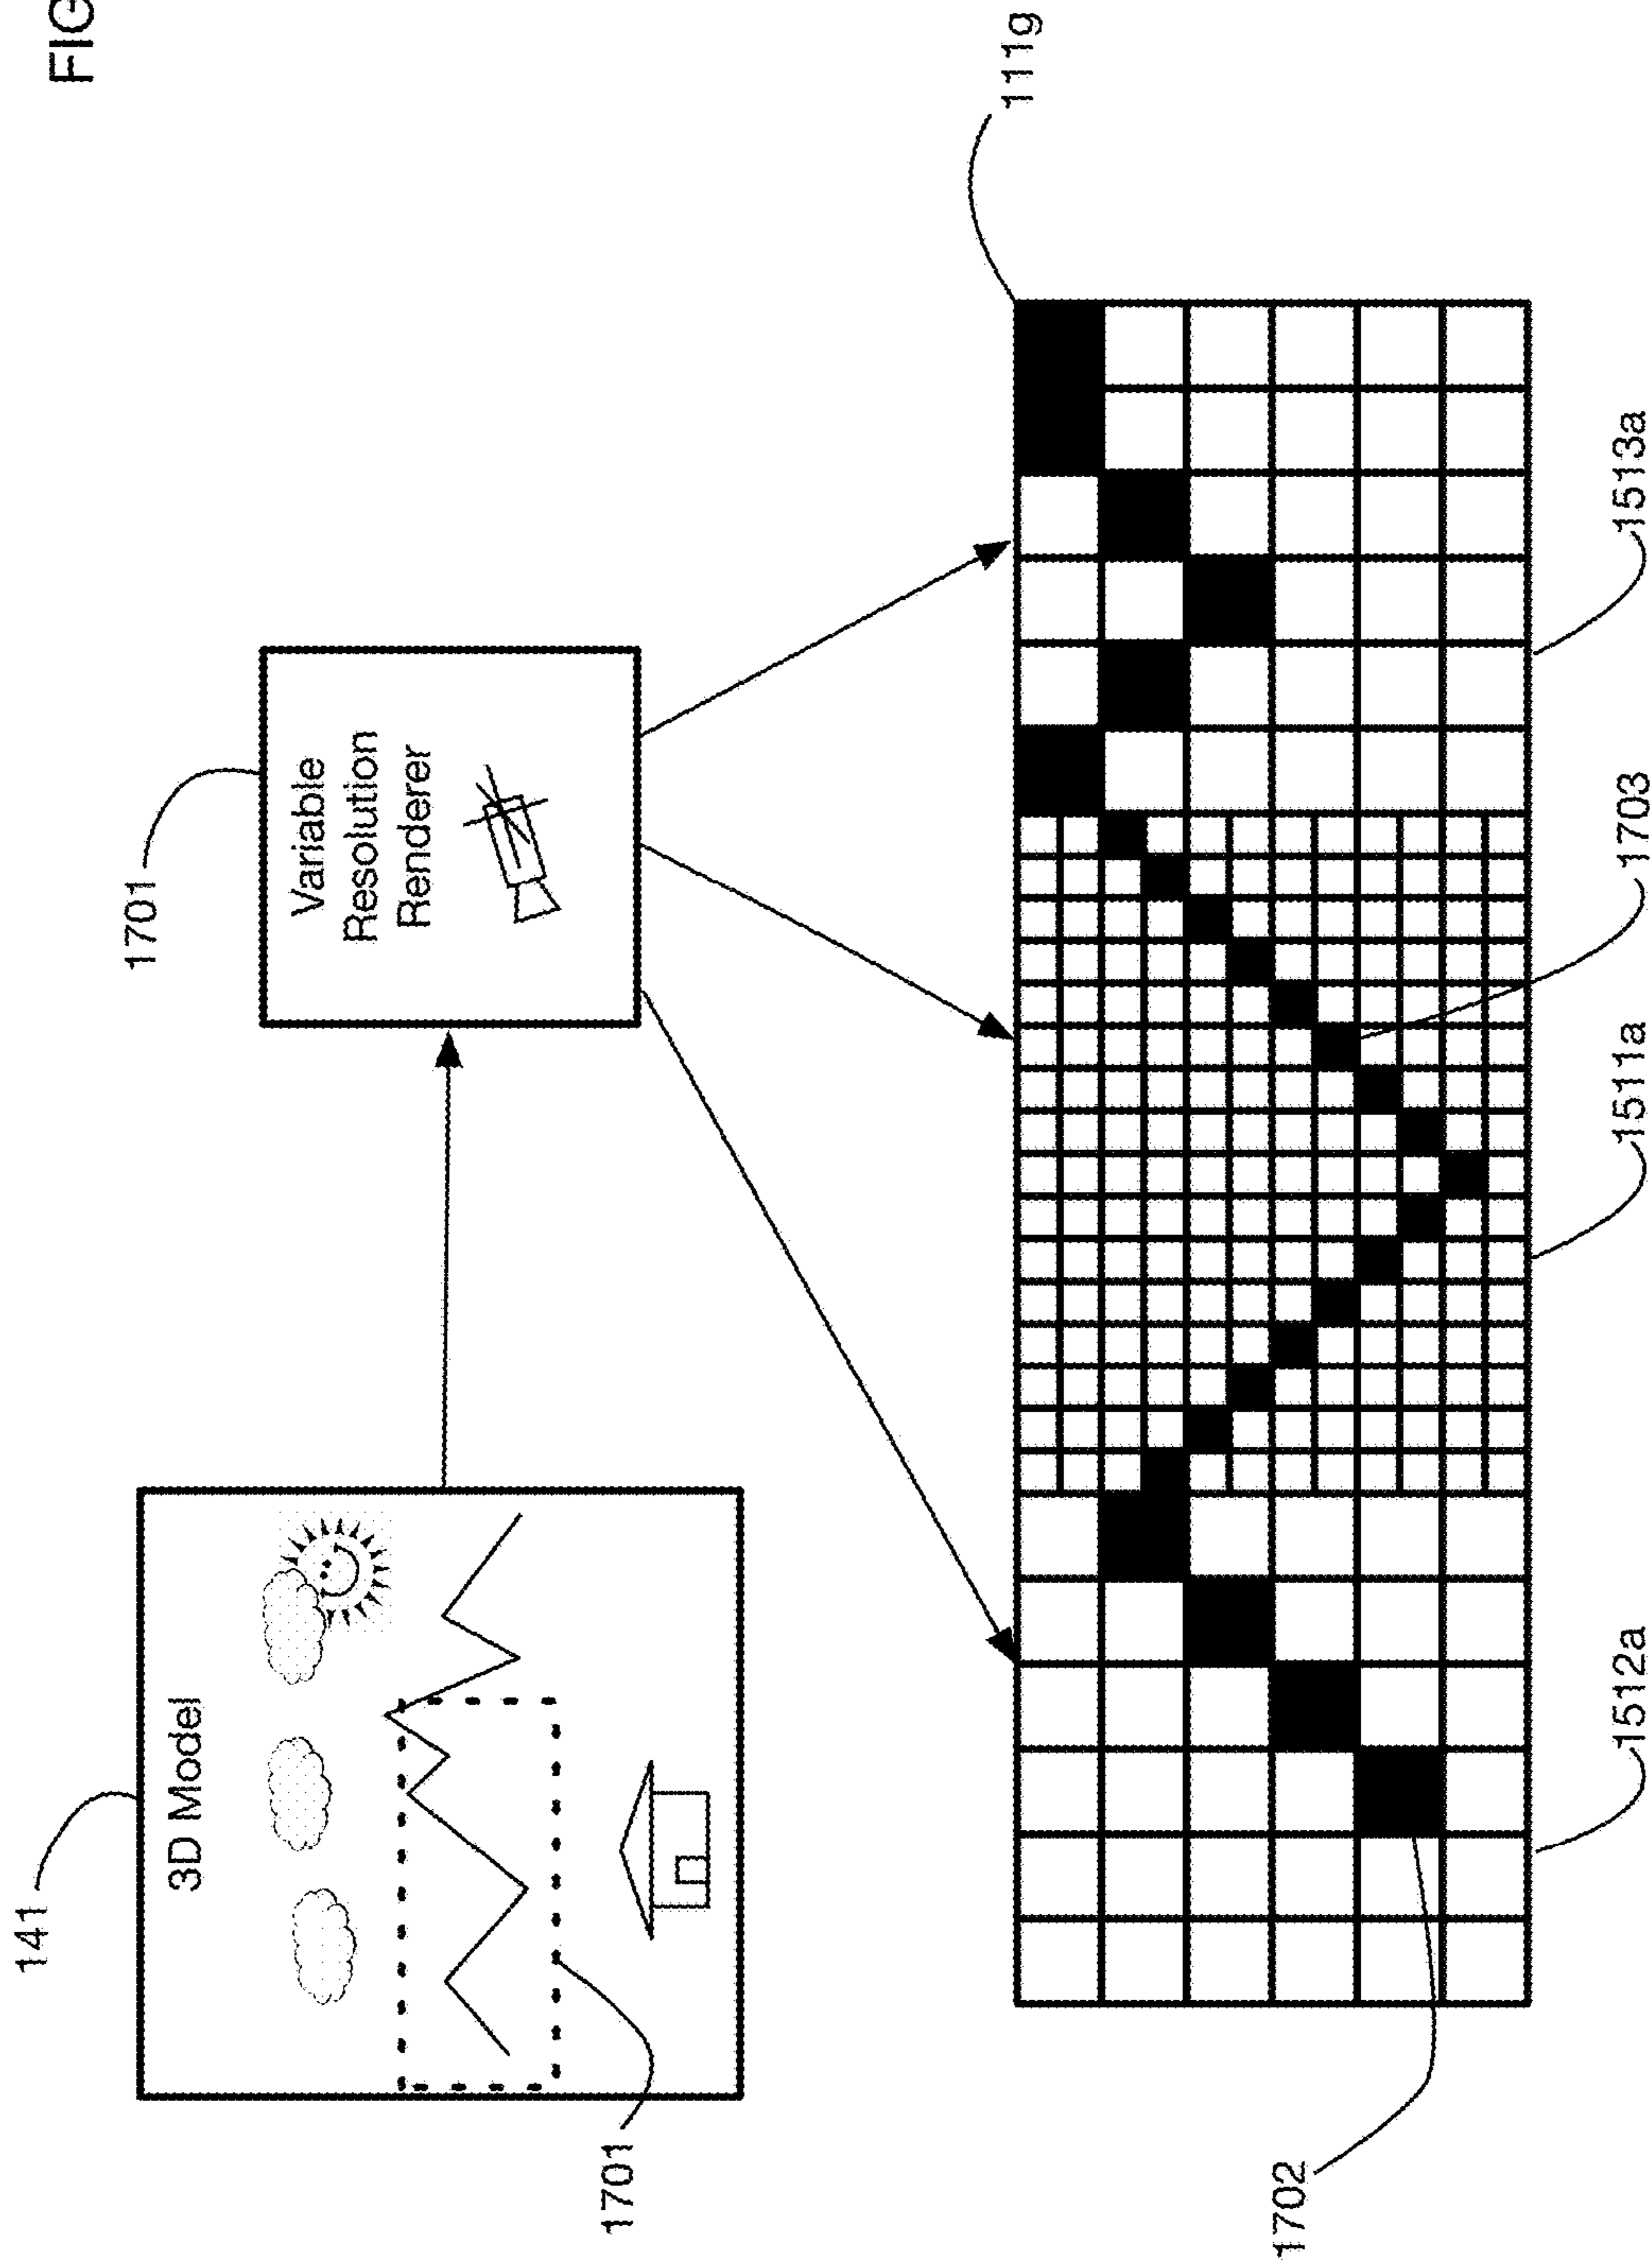 141
FIG
1701
3D Model
Variable
Resolution
Renderer
1701
111g
1702
1512a
1511a
1703
1513a